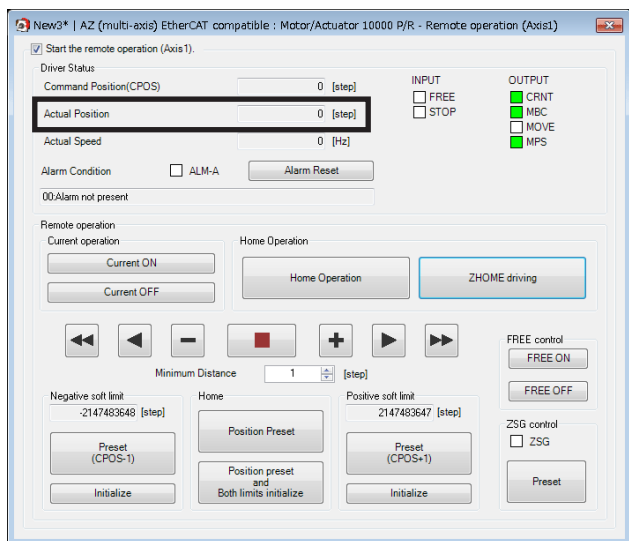 New3* | AZ (multi-axis) EtherCAT compatible : Motor/Actuator 10000 P/R - Remote operation (Axis1)
Start the remote operation (Axis1).
Driver Status
Command Position(CPOS) 0 [step]
Actual Position 0 [step]
Actual Speed 0 [Hz]
INPUT
FREE
STOP
OUTPUT
CRNT
MBC
MOVE
MPS
Alarm Condition ALM-A Alarm Reset
00:Alarm not present
Remote operation
Current operation
Current ON
Current OFF
Home Operation
Home Operation ZHOME driving
Minimum Distance 1 [step]
FREE control
FREE ON
FREE OFF
Negative soft limit
-2147483648 [step]
Preset
(CPOS-1)
Initialize
Home
Position Preset
Position preset
and
Both limits initialize
Positive soft limit
2147483647 [step]
Preset
(CPOS+1)
Initialize
ZSG control
ZSG
Preset